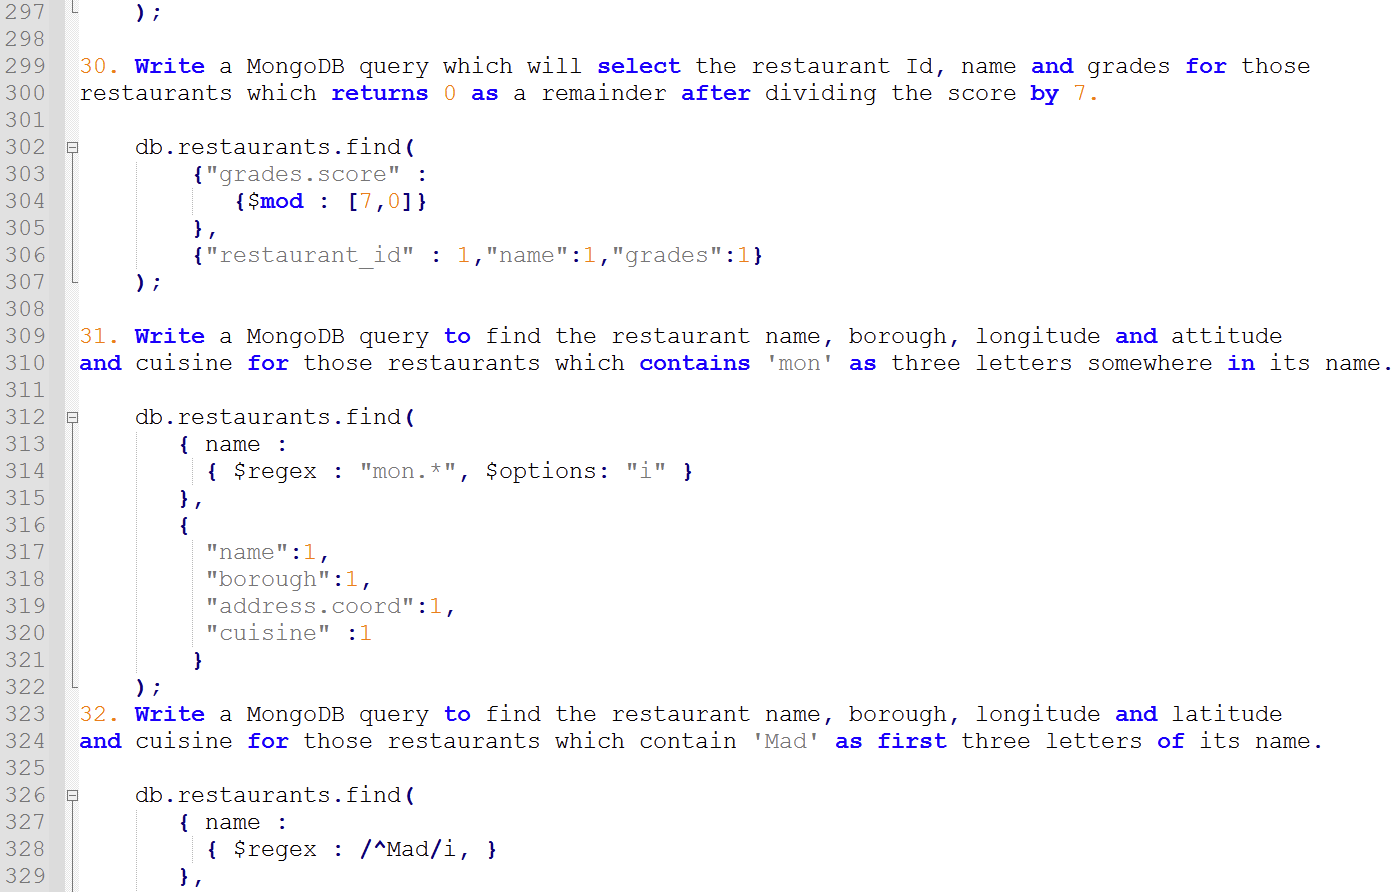 297 );
298
299 30. Write a MongoDB query which will select the restaurant Id, name and grades for those
300 restaurants which returns 0 as a remainder after dividing the score by 7.
301
302 db.restaurants.find(
303 {"grades.score" :
304 {$mod : [7,0]}
305 },
306 {"restaurant_id" : 1,"name":1,"grades":1}
307 );
308
309 31. Write a MongoDB query to find the restaurant name, borough, longitude and attitude
310 and cuisine for those restaurants which contains 'mon' as three letters somewhere in its name.
311
312 db.restaurants.find(
313 { name :
314 { $regex : "mon.*", $options: "i" }
315 },
316 {
317 "name":1,
318 "borough":1,
319 "address.coord":1,
320 "cuisine" :1
321 }
322 );
323 32. Write a MongoDB query to find the restaurant name, borough, longitude and latitude
324 and cuisine for those restaurants which contain 'Mad' as first three letters of its name.
325
326 db.restaurants.find(
327 { name :
328 { $regex : /^Mad/i, }
329 },